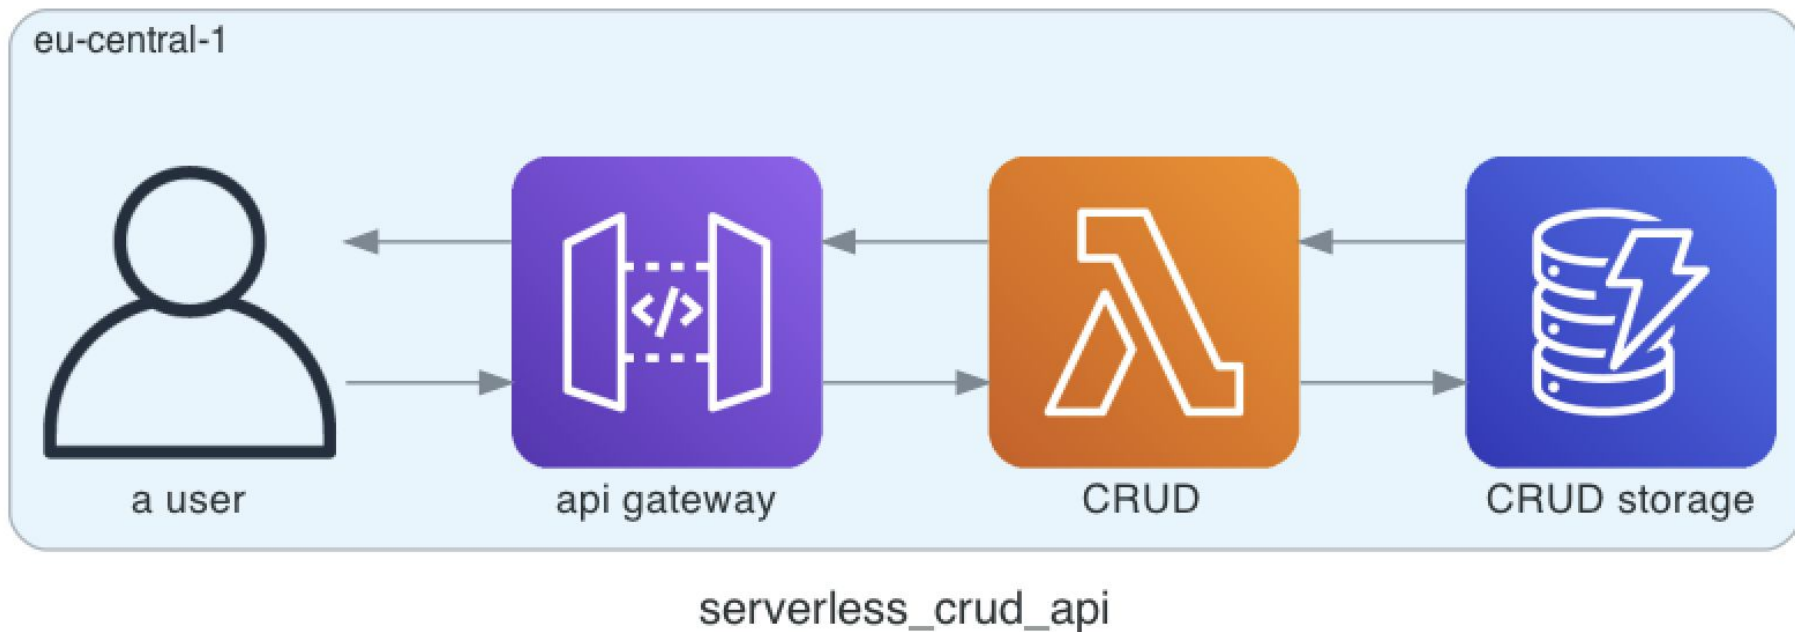 eu-central-1
</>
a user
api gateway
CRUD
CRUD storage
serverless_crud_api